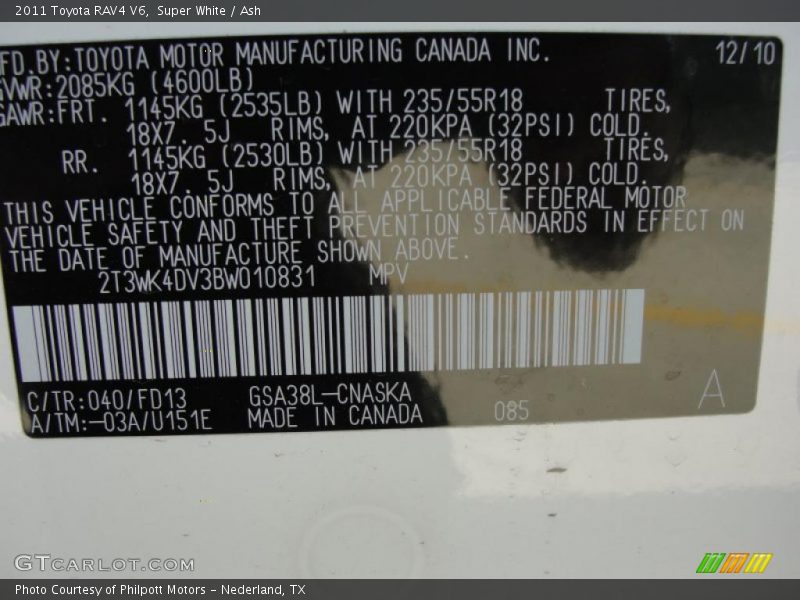 2011 Toyota RAV4 V6, Super White / Ash
FD.BY:TOYOTA MOTOR MANUFACTURING CANADA INC. 12/10
GVWR:2085KG (4600LB)
GAWR:FRT. 1145KG (2535LB) WITH 235/55R18 TIRES,
18X7.5J RIMS, AT 220KPA (32PSI) COLD.
RR. 1145KG (2530LB) WITH 235/55R18 TIRES,
18X7.5J RIMS, AT 220KPA (32PSI) COLD.
THIS VEHICLE CONFORMS TO ALL APPLICABLE FEDERAL MOTOR
VEHICLE SAFETY AND THEFT PREVENTION STANDARDS IN EFFECT ON
THE DATE OF MANUFACTURE SHOWN ABOVE.
2T3WK4DV3BW010831 MPV
C/TR:040/FD13 GSA38L-CNASKA
A/TM:-03A/U151E MADE IN CANADA 085 A
GTCARLOT.COM
Photo Courtesy of Philpott Motors - Nederland, TX